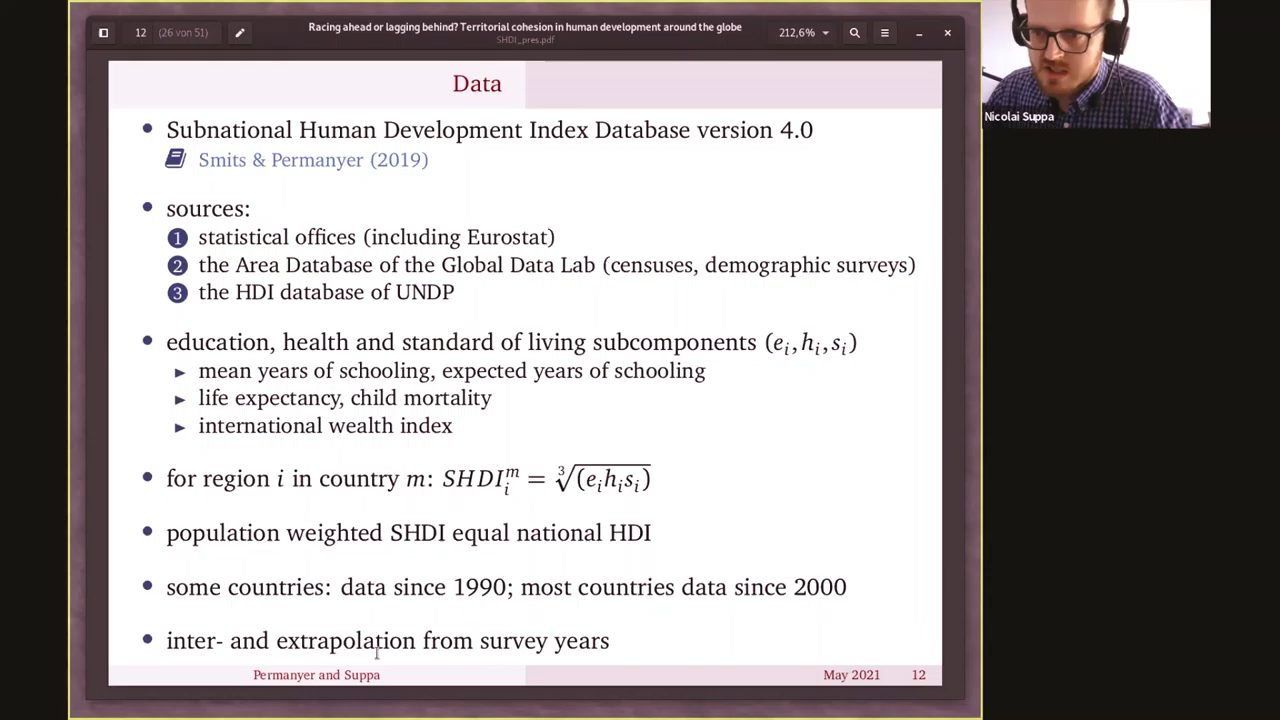 Racing ahead or lagging behind? Territorial cohesion in human development around the globe
12 (26 von 51)
SHDI_pres.pdf
212,6%
Nicolai Suppa
Data
• Subnational Human Development Index Database version 4.0
Smits & Permanyer (2019)
• sources:
1 statistical offices (including Eurostat)
2 the Area Database of the Global Data Lab (censuses, demographic surveys)
3 the HDI database of UNDP
• education, health and standard of living subcomponents (eᵢ, hᵢ, sᵢ)
► mean years of schooling, expected years of schooling
► life expectancy, child mortality
► international wealth index
• for region i in country m: SHDIᵢᵐ = ∛(eᵢhᵢsᵢ)
• population weighted SHDI equal national HDI
• some countries: data since 1990; most countries data since 2000
• inter- and extrapolation from survey years
Permanyer and Suppa May 2021 12